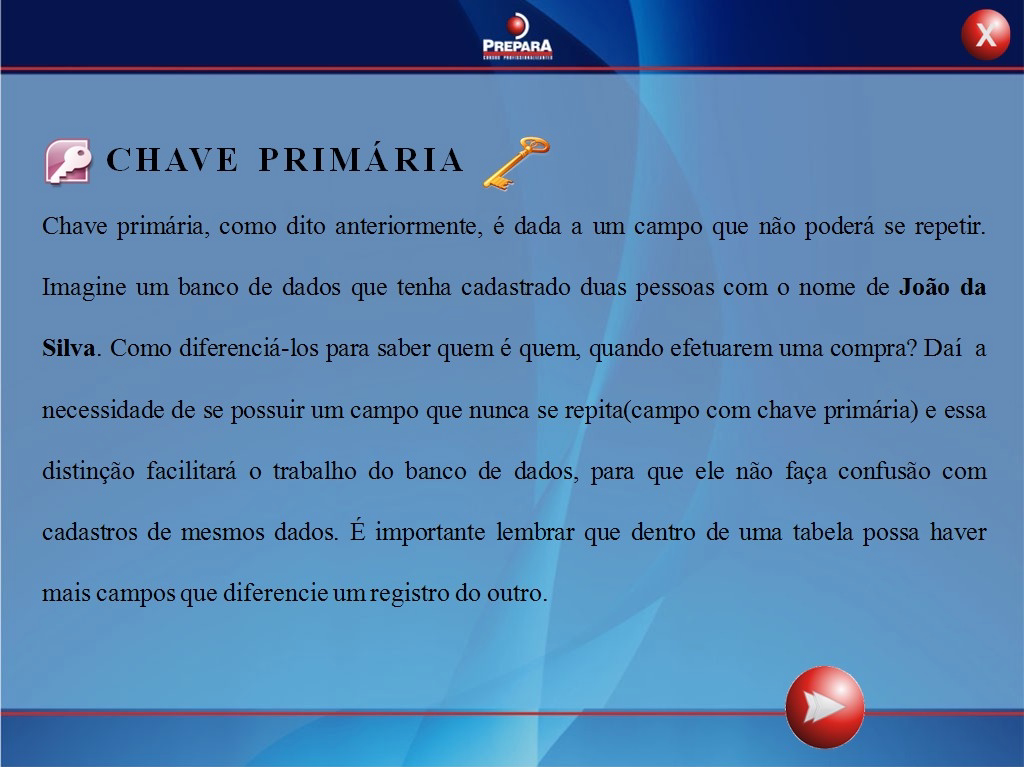 PREPARA
CURSOS PROFISSIONALIZANTES
X
CHAVE PRIMÁRIA
Chave primária, como dito anteriormente, é dada a um campo que não poderá se repetir.
Imagine um banco de dados que tenha cadastrado duas pessoas com o nome de João da
Silva. Como diferenciá-los para saber quem é quem, quando efetuarem uma compra? Daí a
necessidade de se possuir um campo que nunca se repita(campo com chave primária) e essa
distinção facilitará o trabalho do banco de dados, para que ele não faça confusão com
cadastros de mesmos dados. É importante lembrar que dentro de uma tabela possa haver
mais campos que diferencie um registro do outro.